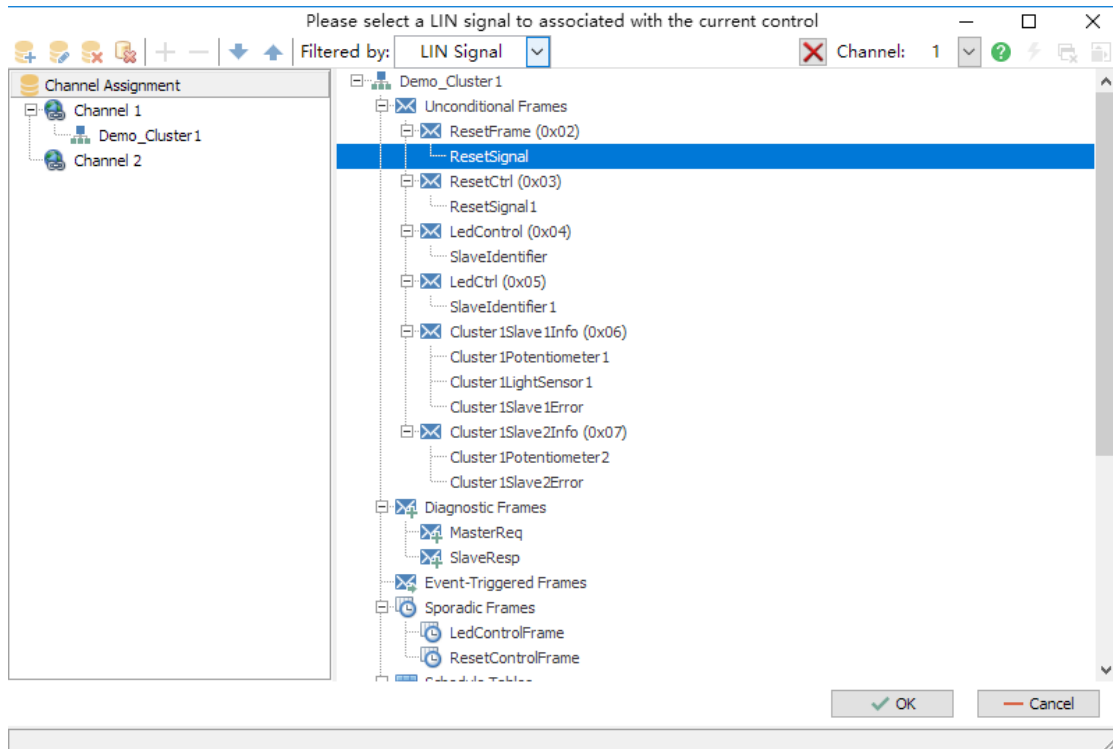 Please select a LIN signal to associated with the current control
Filtered by: LIN Signal Channel: 1
Channel Assignment
Channel 1
Demo_Cluster1
Channel 2
Demo_Cluster1
Unconditional Frames
ResetFrame (0x02)
ResetSignal
ResetCtrl (0x03)
ResetSignal1
LedControl (0x04)
SlaveIdentifier
LedCtrl (0x05)
SlaveIdentifier1
Cluster1Slave1Info (0x06)
Cluster1Potentiometer1
Cluster1LightSensor1
Cluster1Slave1Error
Cluster1Slave2Info (0x07)
Cluster1Potentiometer2
Cluster1Slave2Error
Diagnostic Frames
MasterReq
SlaveResp
Event-Triggered Frames
Sporadic Frames
LedControlFrame
ResetControlFrame
Schedule Tables
OK Cancel